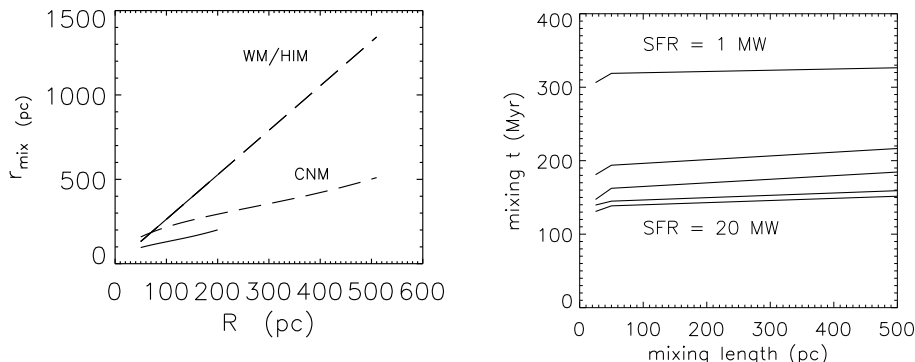 1500
1000
500
0
r_mix (pc)
WM/HIM
CNM
0 100 200 300 400 500 600
R (pc)
400
300
200
100
0
mixing t (Myr)
SFR = 1 MW
SFR = 20 MW
0 100 200 300 400 500
mixing length (pc)